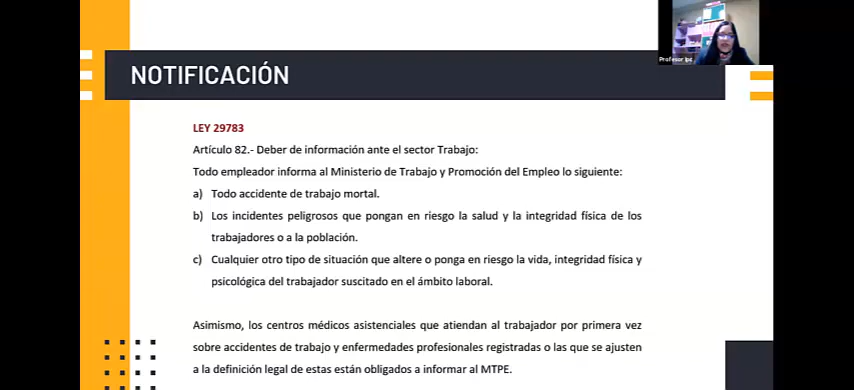 Profesor ipc
NOTIFICACIÓN
LEY 29783
Artículo 82.- Deber de información ante el sector Trabajo:
Todo empleador informa al Ministerio de Trabajo y Promoción del Empleo lo siguiente:
a) Todo accidente de trabajo mortal.
b) Los incidentes peligrosos que pongan en riesgo la salud y la integridad física de los
trabajadores o a la población.
c) Cualquier otro tipo de situación que altere o ponga en riesgo la vida, integridad física y
psicológica del trabajador suscitado en el ámbito laboral.
Asimismo, los centros médicos asistenciales que atiendan al trabajador por primera vez
sobre accidentes de trabajo y enfermedades profesionales registradas o las que se ajusten
a la definición legal de estas están obligados a informar al MTPE.